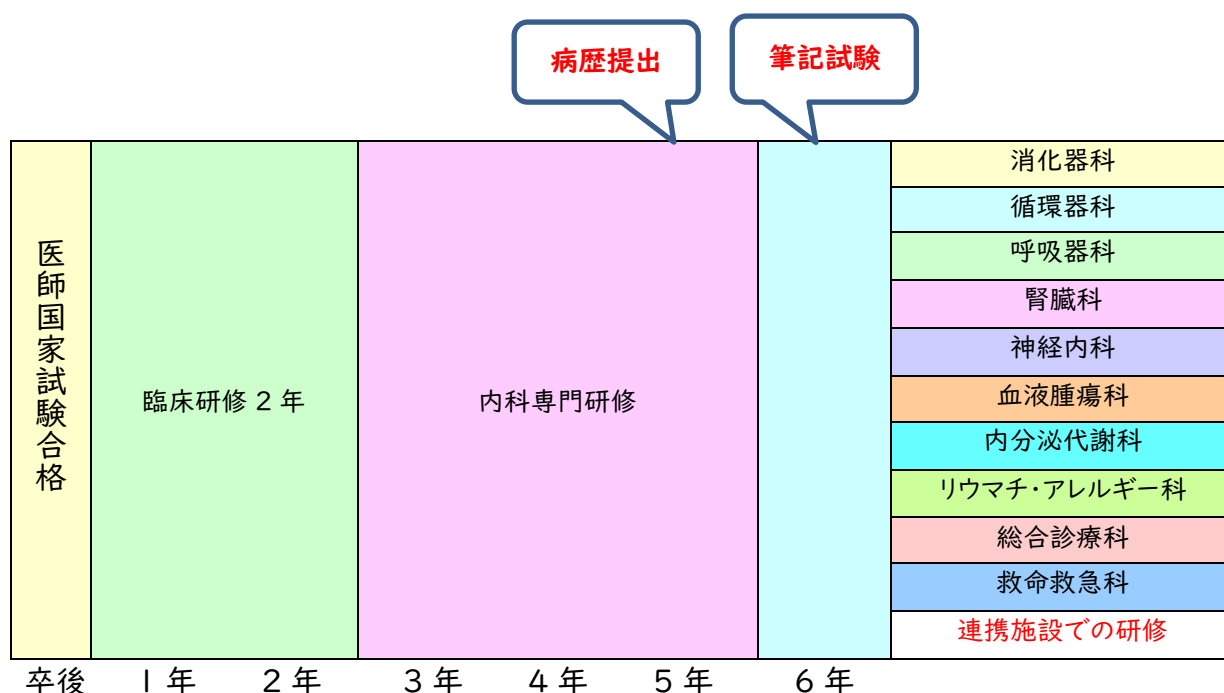 病歴提出
筆記試験
医師国家試験合格
臨床研修 2 年
内科専門研修
消化器科
循環器科
呼吸器科
腎臓科
神経内科
血液腫瘍科
内分泌代謝科
リウマチ・アレルギー科
総合診療科
救命救急科
連携施設での研修
卒後 1 年 2 年 3 年 4 年 5 年 6 年